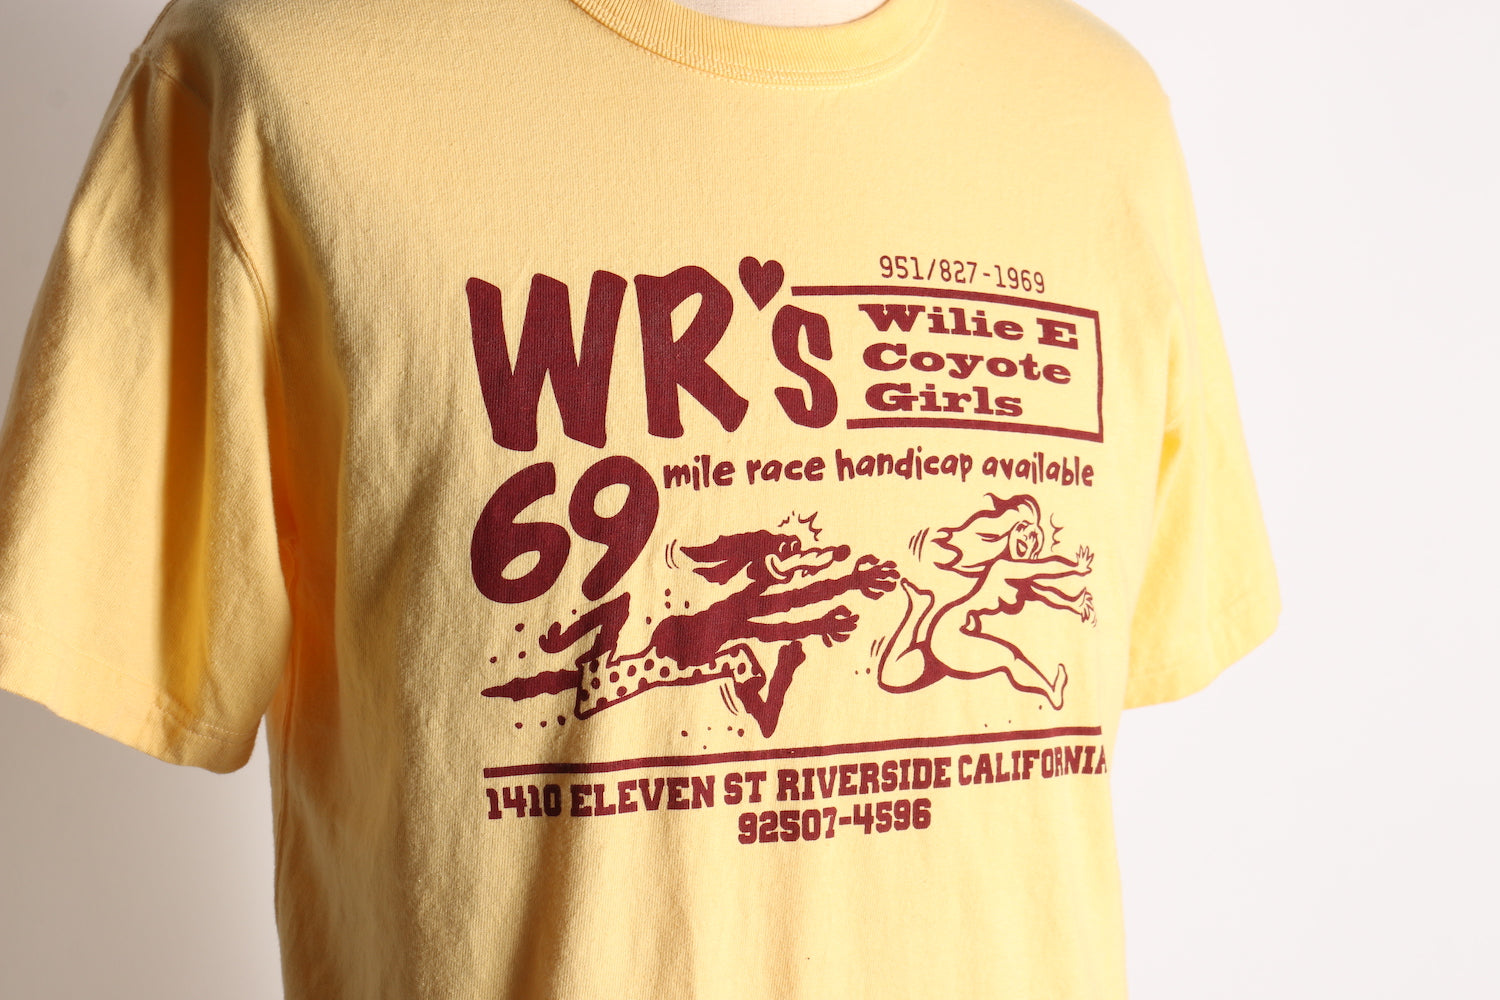 WR's
951/827-1969
Wilie E
Coyote
Girls
69 mile race handicap available
1410 ELEVEN ST RIVERSIDE CALIFORNIA
92507-4596